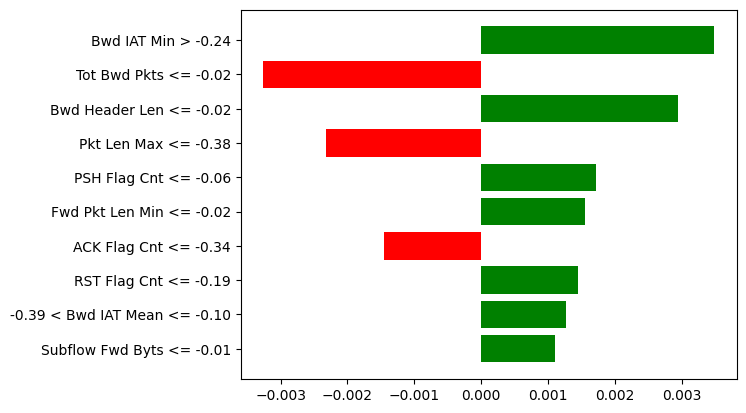 Bwd IAT Min > -0.24
Tot Bwd Pkts <= -0.02
Bwd Header Len <= -0.02
Pkt Len Max <= -0.38
PSH Flag Cnt <= -0.06
Fwd Pkt Len Min <= -0.02
ACK Flag Cnt <= -0.34
RST Flag Cnt <= -0.19
-0.39 < Bwd IAT Mean <= -0.10
Subflow Fwd Byts <= -0.01
−0.003 −0.002 −0.001 0.000 0.001 0.002 0.003